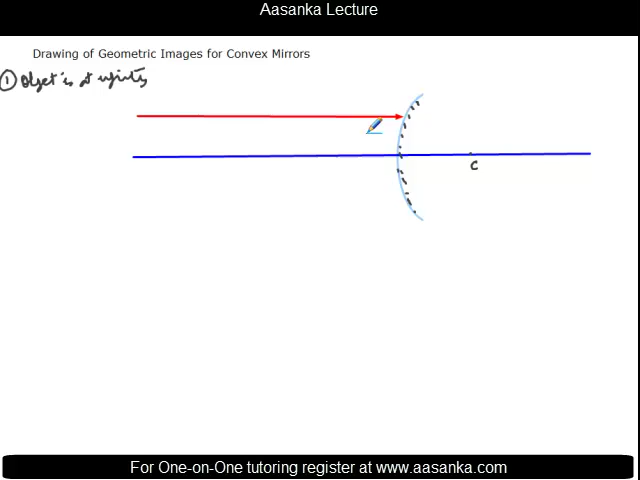 Aasanka Lecture
Drawing of Geometric Images for Convex Mirrors
① Object is at infinity
C
For One-on-One tutoring register at www.aasanka.com